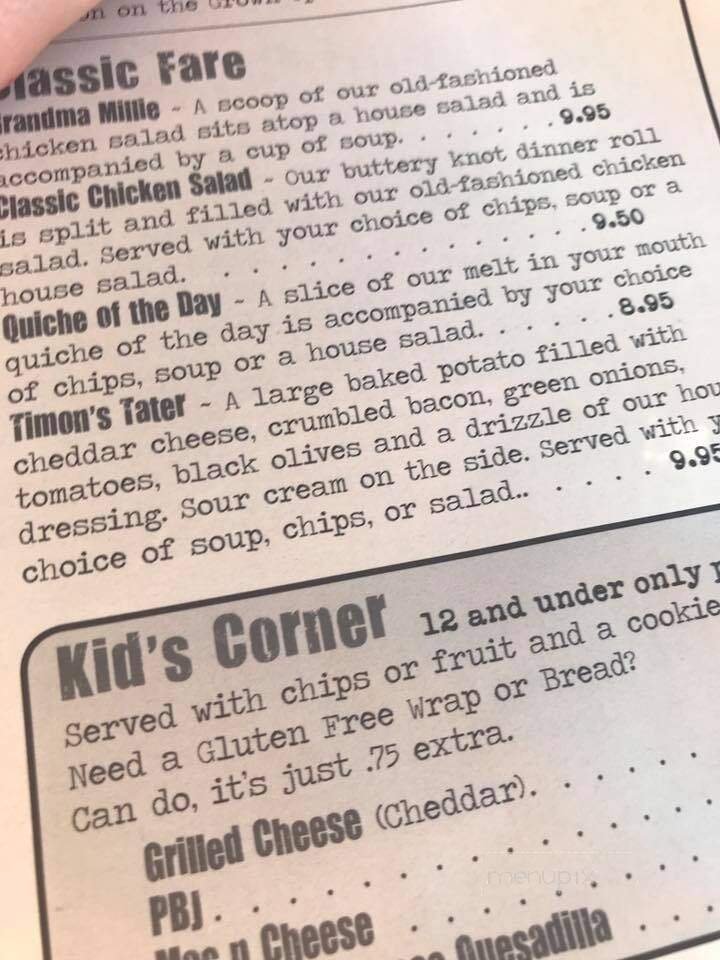 on on the
Classic Fare
Grandma Millie ~ A scoop of our old-fashioned
chicken salad sits atop a house salad and is
accompanied by a cup of soup. . . . . . . 9.95
Classic Chicken Salad ~ Our buttery knot dinner roll
is split and filled with our old-fashioned chicken
salad. Served with your choice of chips, soup or a
house salad. . . . . . . . . . . . . . . 9.50
Quiche of the Day ~ A slice of our melt in your mouth
quiche of the day is accompanied by your choice
of chips, soup or a house salad. . . . . . 8.95
Timon's Tater ~ A large baked potato filled with
cheddar cheese, crumbled bacon, green onions,
tomatoes, black olives and a drizzle of our hou
dressing. Sour cream on the side. Served with y
choice of soup, chips, or salad.. . . . . 9.95
Kid's Corner 12 and under only
Served with chips or fruit and a cookie
Need a Gluten Free Wrap or Bread?
Can do, it's just .75 extra.
Grilled Cheese (Cheddar). . . . . .
PBJ . . . . . . . . . . . .
menupix
Mac n Cheese . . . . . . .
Quesadilla . . .